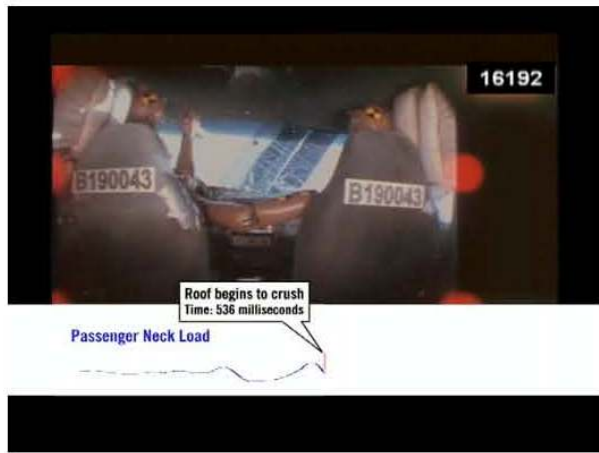 16192
B190043
B190043
Roof begins to crush
Time: 536 milliseconds
Passenger Neck Load